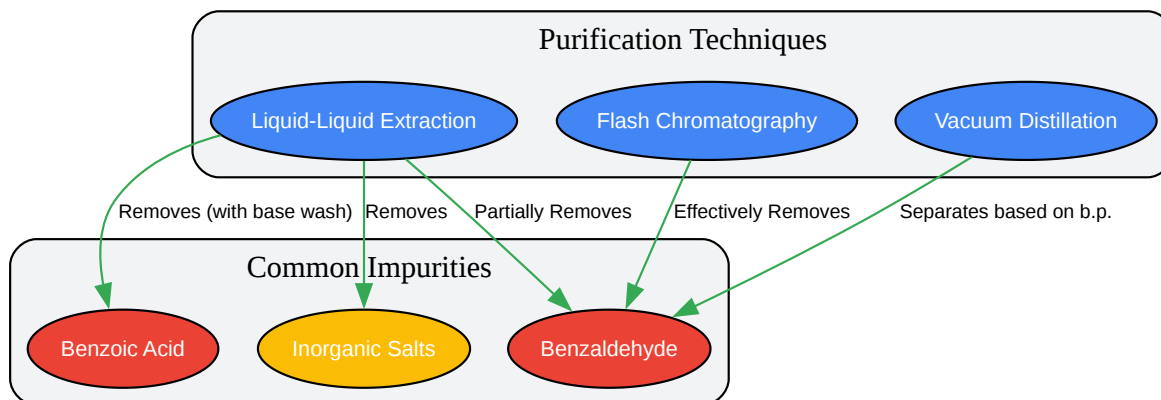 Purification Techniques
Liquid-Liquid Extraction
Flash Chromatography
Vacuum Distillation
Removes (with base wash)
Removes
Partially Removes
Effectively Removes
Separates based on b.p.
Common Impurities
Benzoic Acid
Inorganic Salts
Benzaldehyde